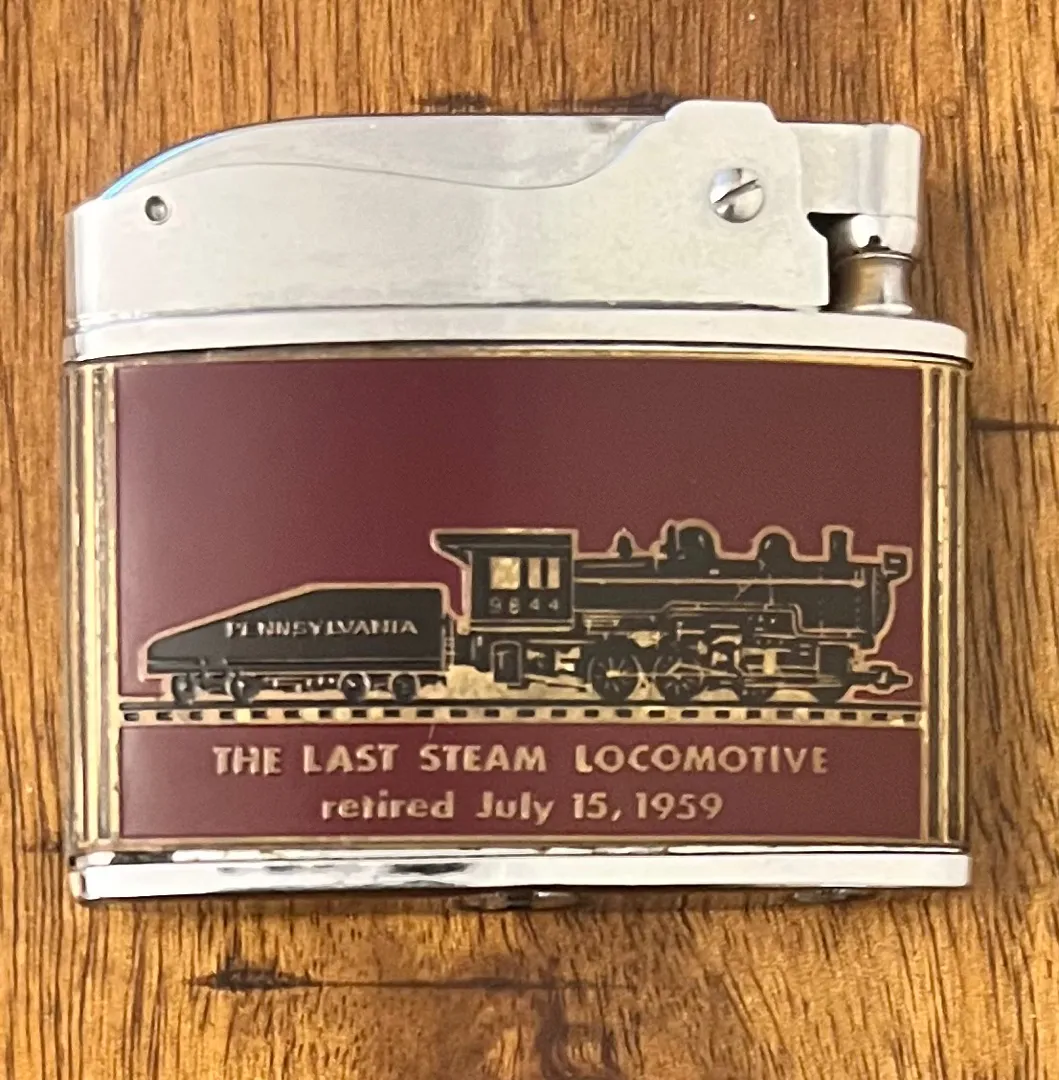 PENNSYLVANIA
9844
THE LAST STEAM LOCOMOTIVE
retired July 15, 1959